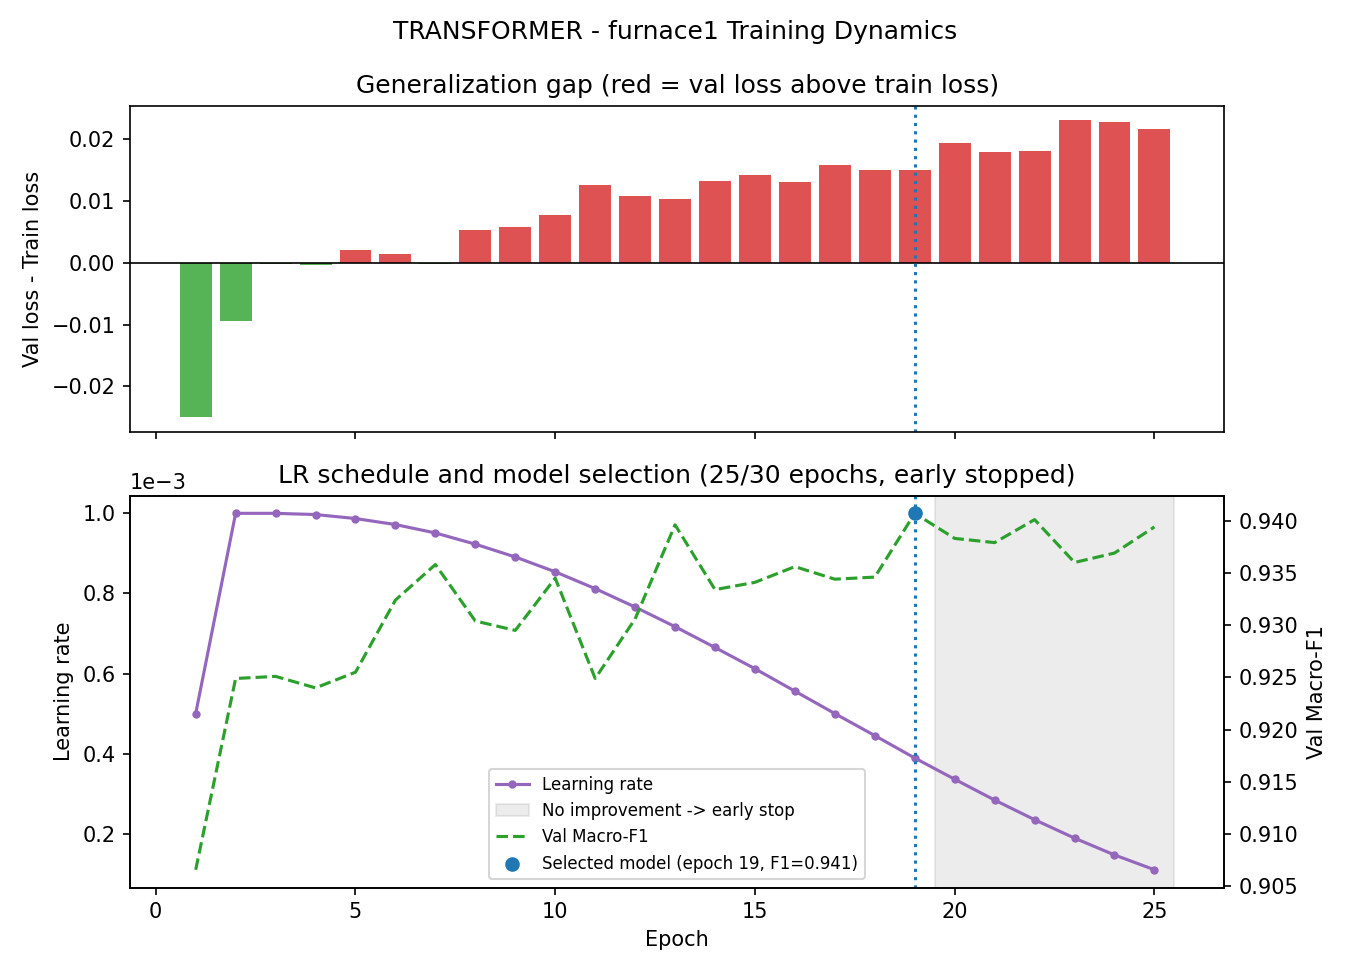 TRANSFORMER - furnace1 Training Dynamics
Generalization gap (red = val loss above train loss)
Val loss - Train loss
0.02
0.01
0.00
−0.01
−0.02
LR schedule and model selection (25/30 epochs, early stopped)
1e−3
Learning rate
1.0
0.8
0.6
0.4
0.2
0.940
0.935
0.930
0.925
0.920
0.915
0.910
0.905
Val Macro-F1
Learning rate
No improvement -> early stop
Val Macro-F1
Selected model (epoch 19, F1=0.941)
0
5
10
15
20
25
Epoch